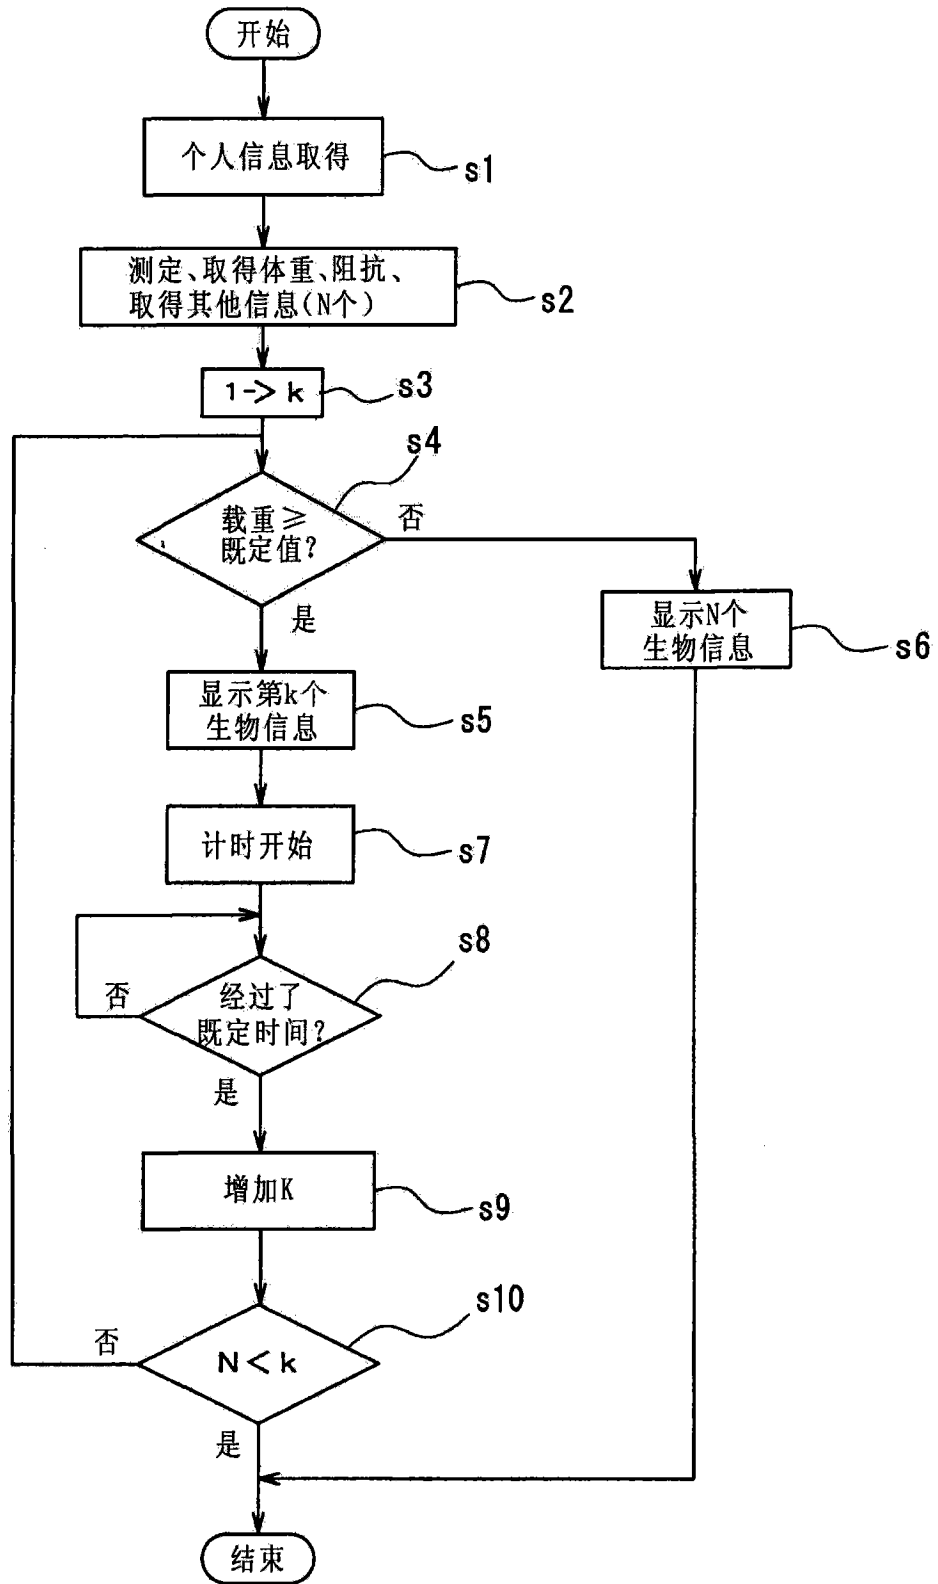 开始
个人信息取得
s1
测定、取得体重、阻抗、
取得其他信息(N个)
s2
1->k
s3
s4
载重≥
既定值?
否
是
显示N个
生物信息
s6
显示第k个
生物信息
s5
计时开始
s7
s8
经过了
既定时间?
否
是
增加K
s9
s10
N<k
否
是
结束